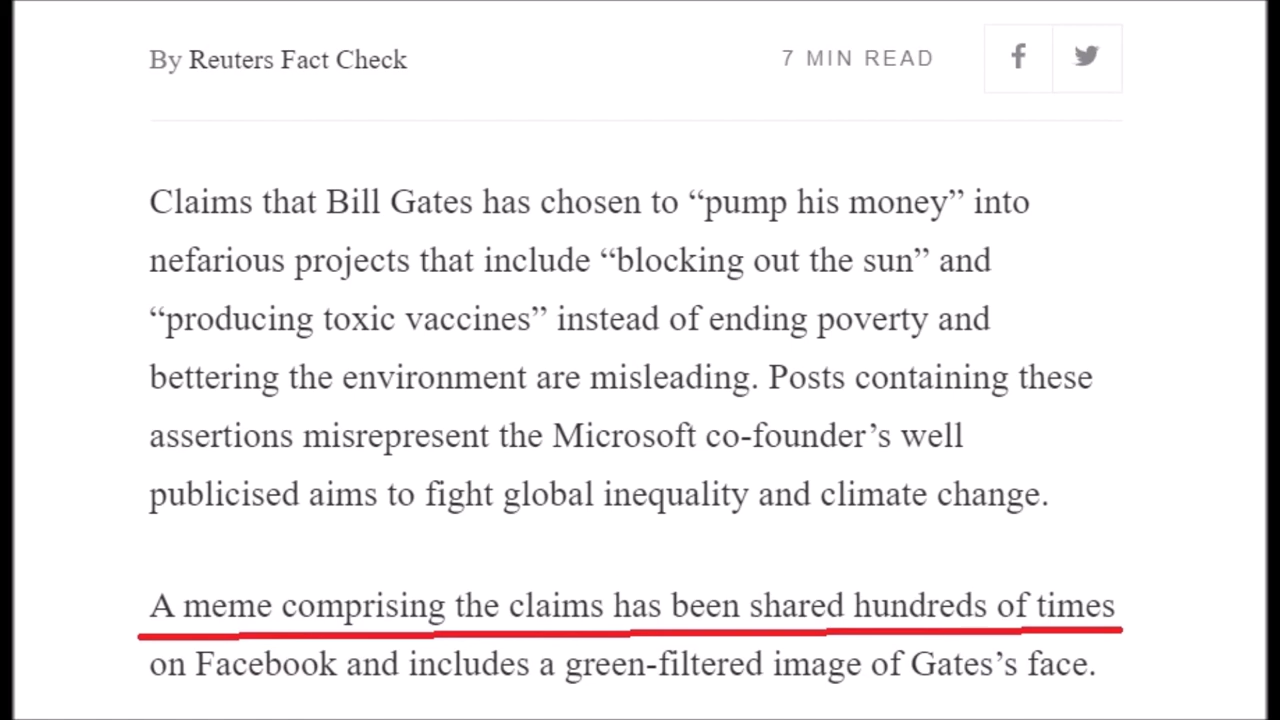 By Reuters Fact Check
7 MIN READ
Claims that Bill Gates has chosen to “pump his money” into
nefarious projects that include “blocking out the sun” and
“producing toxic vaccines” instead of ending poverty and
bettering the environment are misleading. Posts containing these
assertions misrepresent the Microsoft co-founder’s well
publicised aims to fight global inequality and climate change.
A meme comprising the claims has been shared hundreds of times
on Facebook and includes a green-filtered image of Gates’s face.